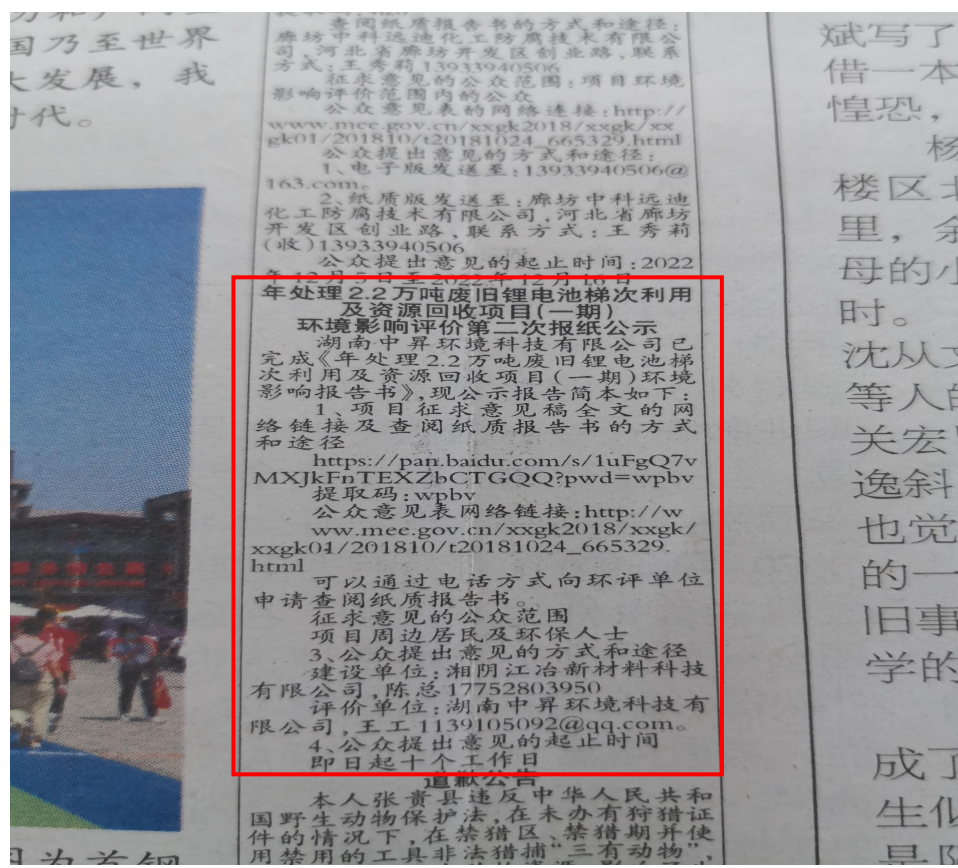 国乃至世界
大发展，我
时代。
查阅纸质报告书的方式和途径：
廊坊中科远迪化工防腐技术有限公
司，河北省廊坊开发区创业路，联系
方式：王秀莉13933940506
征求意见的公众范围：项目环境
影响评价范围内的公众
公众意见表的网络连接：http://
www.mee.gov.cn/xxgk2018/xxgk/xx
gk01/201810/t20181024_665329.html
公众提出意见的方式和途径：
1、电子版发送至：13933940506@
163.com。
2、纸质版发送至：廊坊中科远迪
化工防腐技术有限公司，河北省廊坊
开发区创业路，联系方式：王秀莉
(收)13933940506
公众提出意见的起止时间：2022
年12月5日至2022年12月16日
年处理2.2万吨废旧锂电池梯次利用
及资源回收项目(一期)
环境影响评价第二次报纸公示
湖南中昇环境科技有限公司已
完成《年处理2.2万吨废旧锂电池梯
次利用及资源回收项目(一期)环境
影响报告书》，现公示报告简本如下：
1、项目征求意见稿全文的网
络链接及查阅纸质报告书的方式
和途径
https://pan.baidu.com/s/1uFgQ7v
MXJkFnTEXZbCTGQQ?pwd=wpbv
提取码：wpbv
公众意见表网络链接：http://w
ww.mee.gov.cn/xxgk2018/xxgk/
xxgk01/201810/t20181024_665329.
html
可以通过电话方式向环评单位
申请查阅纸质报告书。
征求意见的公众范围
项目周边居民及环保人士
3、公众提出意见的方式和途径
建设单位：湘阴江冶新材料科技
有限公司，陈总17752803950
评价单位：湖南中昇环境科技有
限公司，王工1139105092@qq.com。
4、公众提出意见的起止时间
即日起十个工作日
道歉公告
本人张贵县违反中华人民共和
国野生动物保护法，在未办有狩猎证
件的情况下，在禁猎区、禁猎期并使
用禁用的工具非法猎捕“三有动物”，
斌写了
借一本
惶恐，
杨
楼区北
里，余
母的小
时。
沈从文
等人的
关宏
逸斜
也觉
的一
旧事
学的
成了
生似